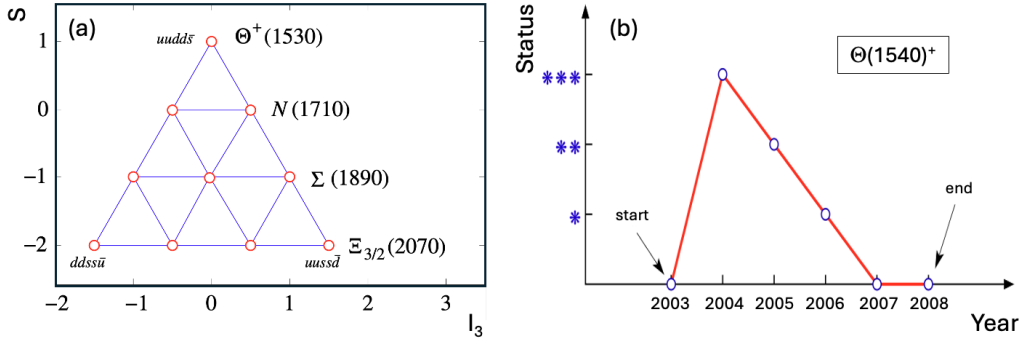 S
(a)
uudds̄
Θ⁺(1530)
1
0
N(1710)
−1
Σ (1890)
−2
Ξ₃/₂(2070)
ddssū
uussd̄
−2 −1 0 1 2 3
I₃
(b)
Status
Θ(1540)⁺
***
**
*
start
end
2003 2004 2005 2006 2007 2008
Year